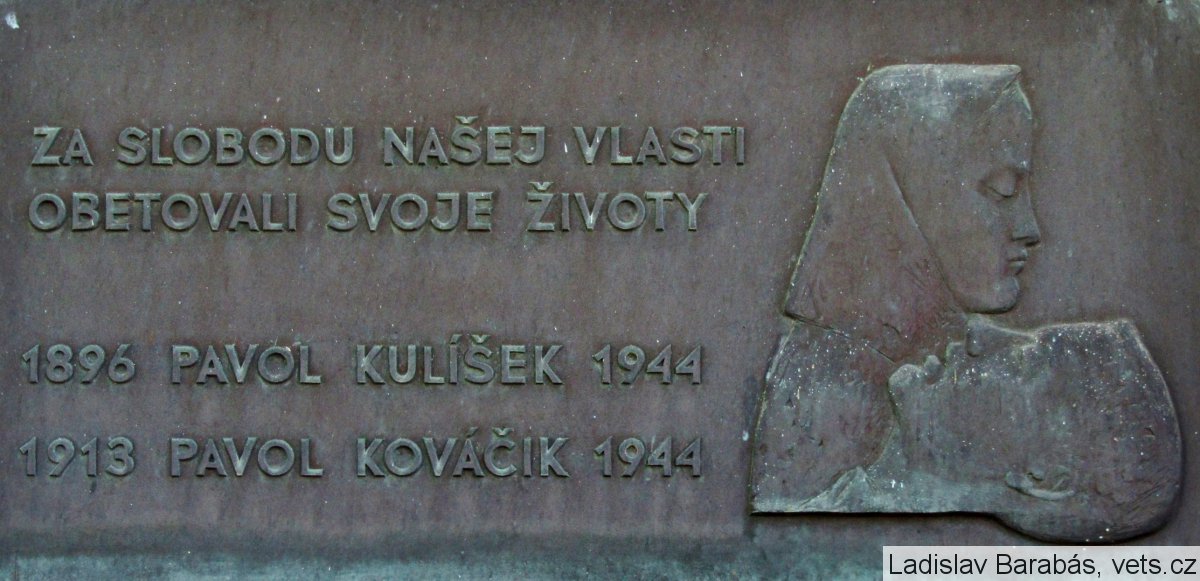 ZA SLOBODU NAŠEJ VLASTI
OBETOVALI SVOJE ŽIVOTY
1896 PAVOL KULÍŠEK 1944
1913 PAVOL KOVÁČIK 1944
Ladislav Barabás, vets.cz